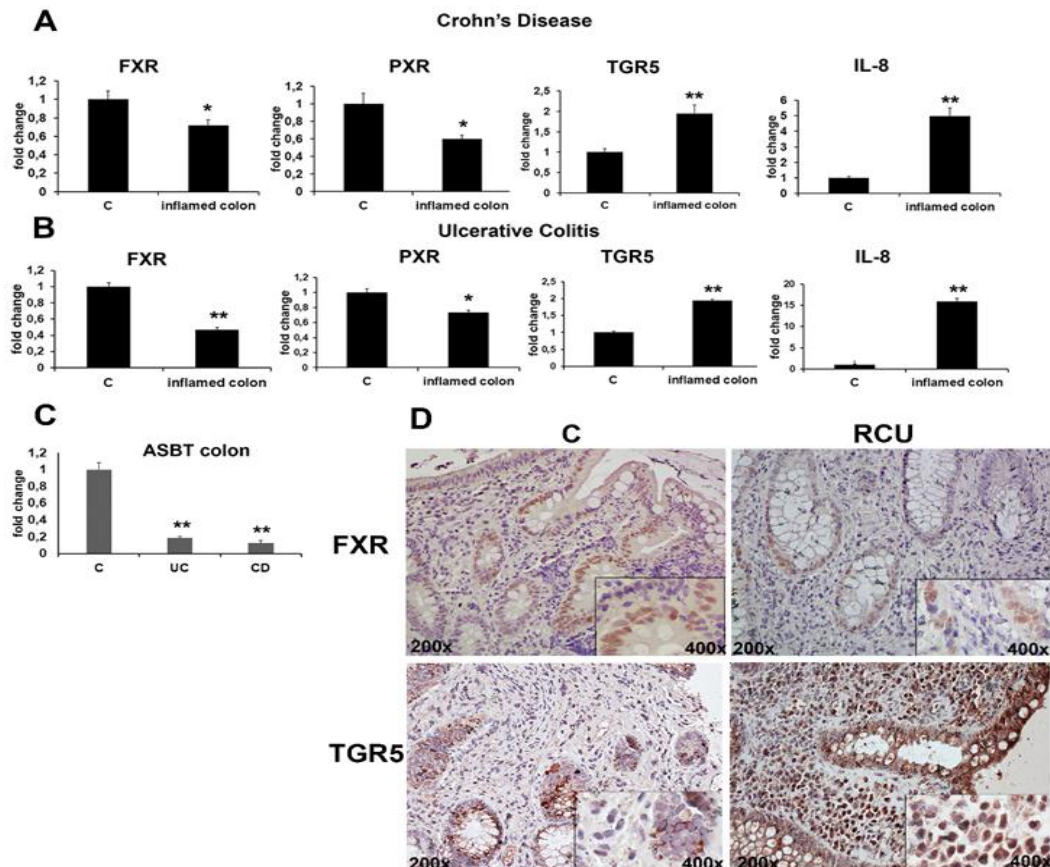 A
Crohn's Disease
FXR
fold change
1,2
1
0,8
0,6
0,4
0,2
0
*
C
inflamed colon
PXR
fold change
1,2
1
0,8
0,6
0,4
0,2
0
*
C
inflamed colon
TGR5
fold change
2,5
2
1,5
1
0,5
0
**
C
inflamed colon
IL-8
fold change
6
5
4
3
2
1
0
**
C
inflamed colon
B
Ulcerative Colitis
FXR
fold change
1,2
1
0,8
0,6
0,4
0,2
0
**
C
inflamed colon
PXR
fold change
1,2
1
0,8
0,6
0,4
0,2
0
*
C
inflamed colon
TGR5
fold change
2,5
2
1,5
1
0,5
0
**
C
inflamed colon
IL-8
fold change
20
15
10
5
0
**
C
inflamed colon
C
ASBT colon
fold change
1,2
1
0,8
0,6
0,4
0,2
0
**
**
C
UC
CD
D
C
RCU
FXR
200x
400x
200x
400x
TGR5
200x
400x
200x
400x